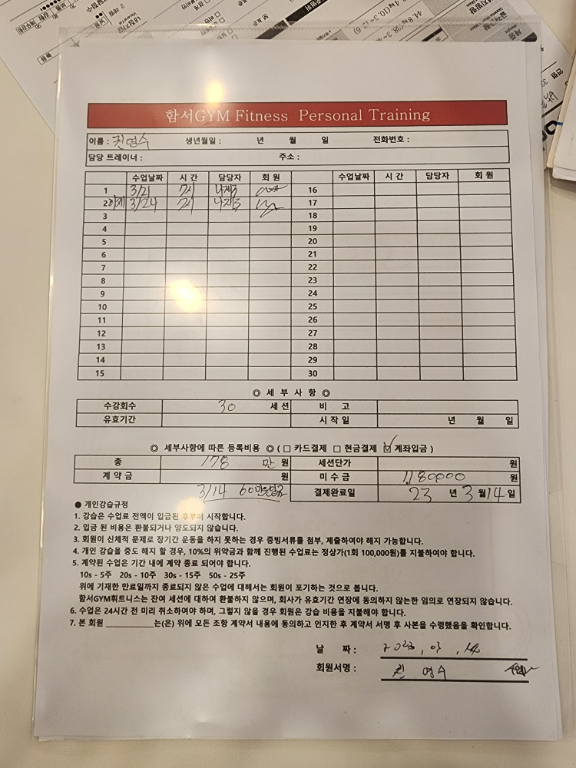 함서GYM Fitness Personal Training
이름 : 진영수 생년월일 : 년 월 일 전화번호 :
담당 트레이너 : 주소 :
수업날짜 시 간 담당자 회 원 수업날짜 시 간 담당자 회 원
1 3/21 16
2 3/24 17
3 18
4 19
5 20
6 21
7 22
8 23
9 24
10 25
11 26
12 27
13 28
14 29
15 30
◎ 세 부 사 항 ◎
수강회수 30 세 션 비 고
유효기간 시 작 일 년 월 일
◎ 세부사항에 따른 등록비용 ◎ ( □ 카드결제 □ 현금결제 ☑ 계좌입금 )
총 178 만 원 세션단가 원
계 약 금 원 미 수 금 1,180000 원
3/14 60만 결제완료일 23 년 3 월 14 일
● 개인강습규정
1. 강습은 수업료 전액이 입금된 후부터 시작합니다.
2. 입금 된 비용은 환불되거나 양도되지 않습니다.
3. 회원이 신체적 문제로 장기간 운동을 하지 못하는 경우 증빙서류를 첨부, 제출하여야 해지 가능합니다.
4. 개인 강습을 중도 해지 할 경우, 10%의 위약금과 함께 진행된 수업료는 정상가(1회 100,000원)를 지불하여야 합니다.
5. 계약된 수업은 기간 내에 계약 종료 되어야 합니다.
10s - 5주 20s - 10주 30s - 15주 50s - 25주
위에 기재한 만료일까지 종료되지 않은 수업에 대해서는 회원이 포기하는 것으로 봅니다.
함서GYM휘트니스는 잔여 세션에 대하여 환불하지 않으며, 회사가 유효기간 연장에 동의하지 않는한 임의로 연장되지 않습니다.
6. 수업은 24시간 전 미리 취소하여야 하며, 그렇지 않을 경우 회원은 강습 비용을 지불해야 합니다.
7. 본 회원 ________ 는(은) 위에 모든 조항 계약서 내용에 동의하고 인지한 후 계약서 서명 후 사본을 수령했음을 확인합니다.
날 짜 : 2023. 03. 14
회원서명 : 진 영수